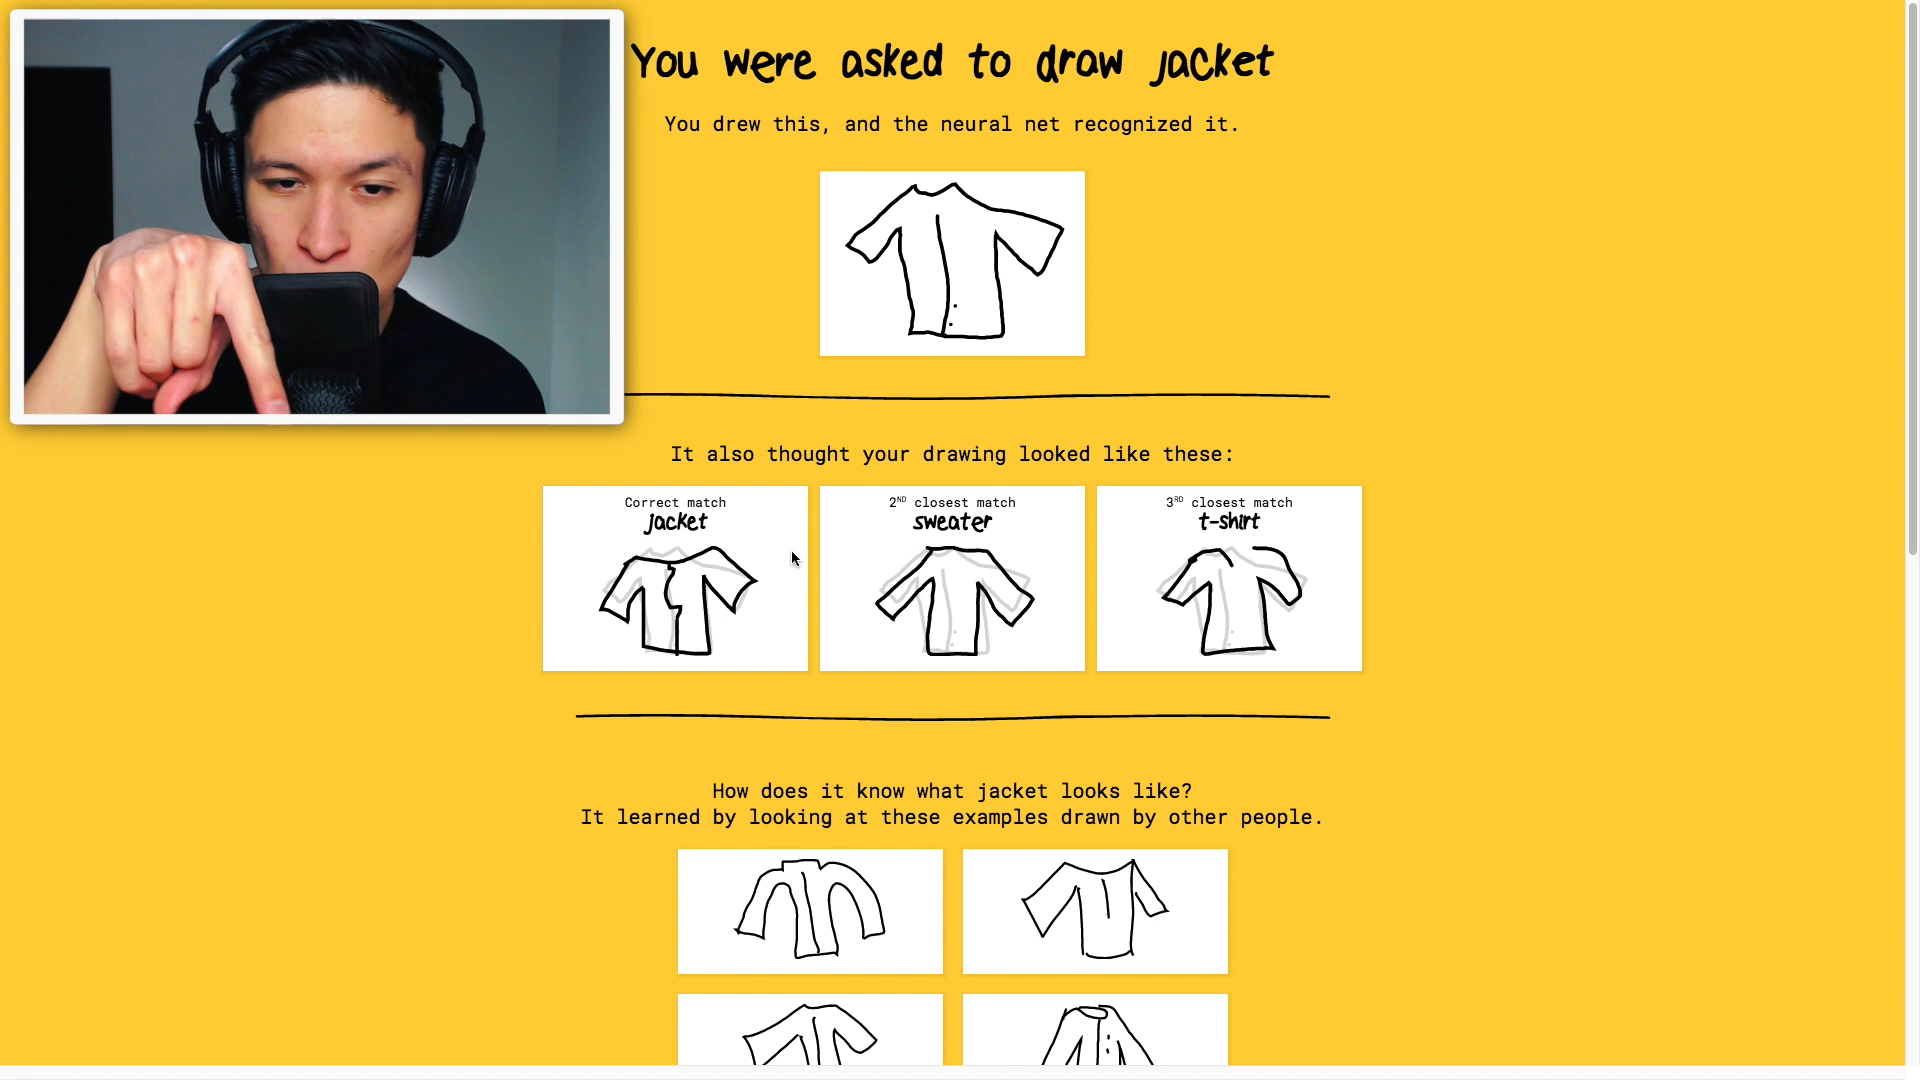 You were asked to draw jacket
You drew this, and the neural net recognized it.
It also thought your drawing looked like these:
Correct match
jacket
2ND closest match
sweater
3RD closest match
t-shirt
How does it know what jacket looks like?
It learned by looking at these examples drawn by other people.